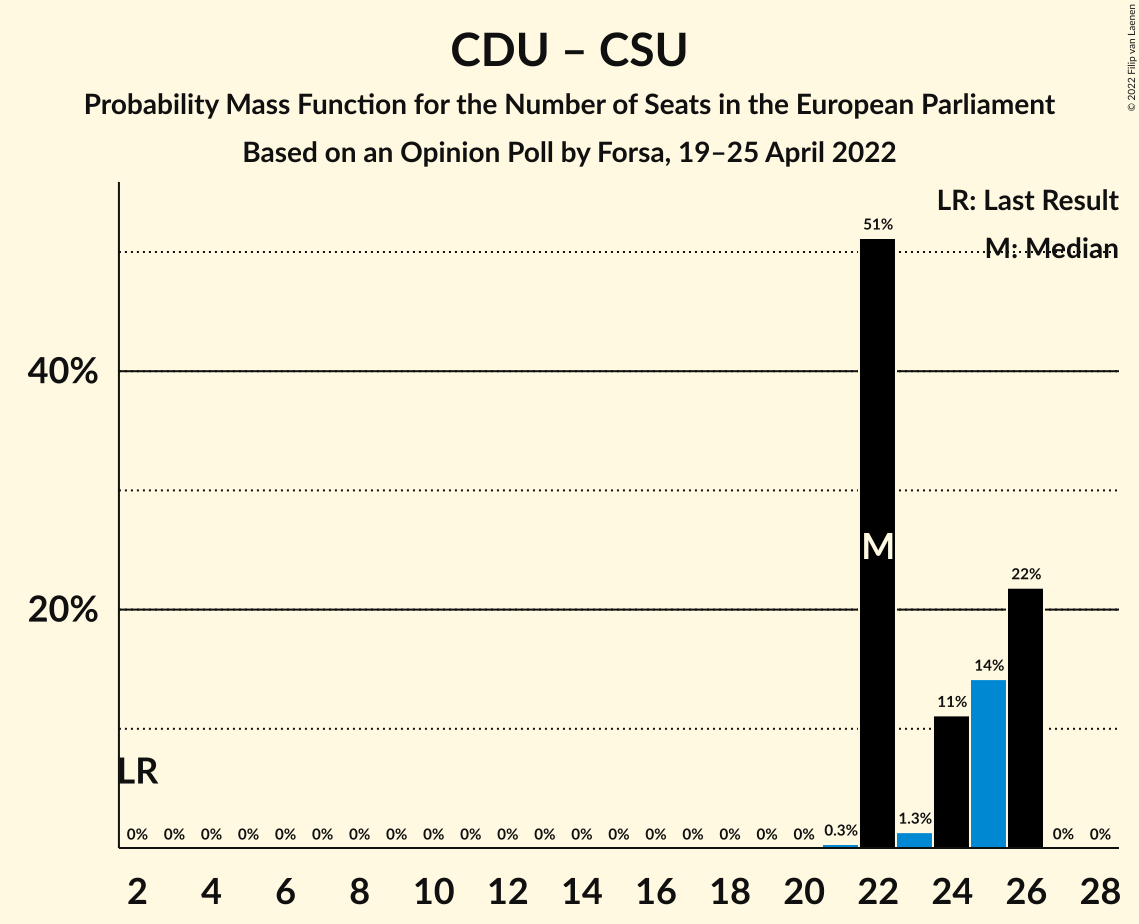 CDU – CSU
Probability Mass Function for the Number of Seats in the European Parliament
Based on an Opinion Poll by Forsa, 19–25 April 2022
© 2022 Filip van Laenen
LR: Last Result
M: Median
51%
40%
M
22%
20%
14%
11%
LR
0% 0% 0% 0% 0% 0% 0% 0% 0% 0% 0% 0% 0% 0% 0% 0% 0% 0% 0% 0.3% 1.3% 0% 0%
2 4 6 8 10 12 14 16 18 20 22 24 26 28